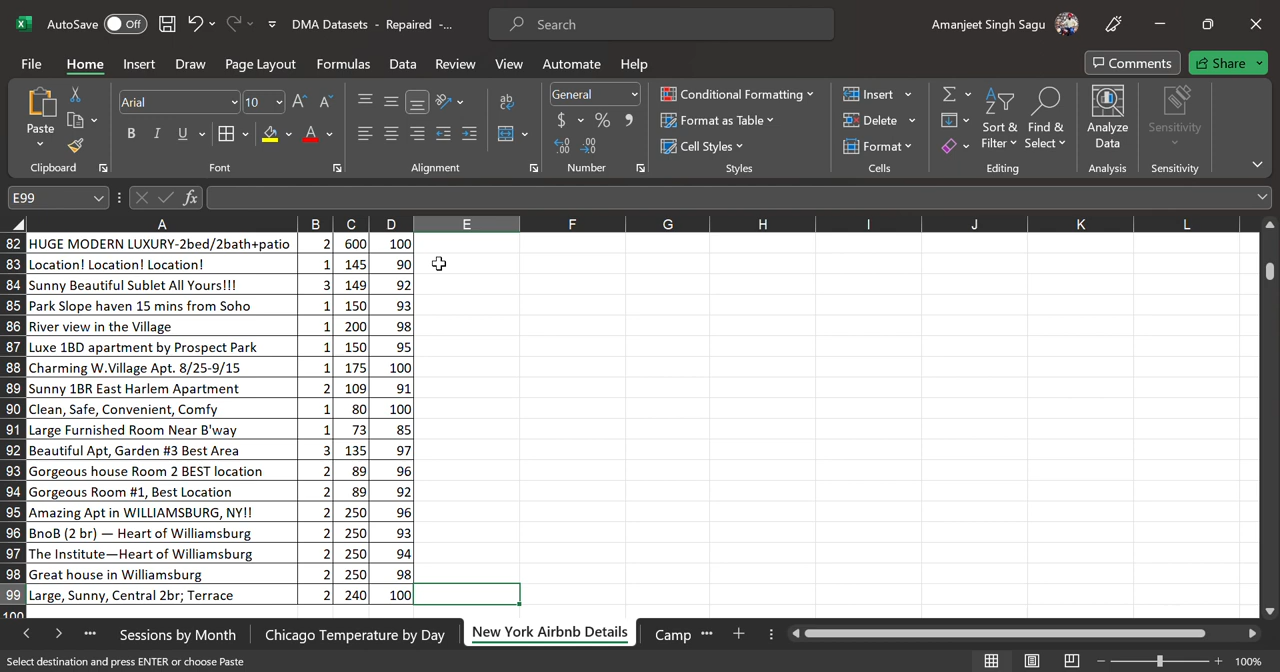 AutoSave Off DMA Datasets - Repaired -... Search Amanjeet Singh Sagu
File Home Insert Draw Page Layout Formulas Data Review View Automate Help Comments Share
Paste
Clipboard
Arial 10
B I U A
Font
ab
Alignment
General
$ % ,
Number
Conditional Formatting
Format as Table
Cell Styles
Styles
Insert
Delete
Format
Cells
Sort & Filter
Find & Select
Editing
Analyze Data
Analysis
Sensitivity
Sensitivity
E99 fx
A B C D E F G H I J K L
82 HUGE MODERN LUXURY-2bed/2bath+patio 2 600 100
83 Location! Location! Location! 1 145 90
84 Sunny Beautiful Sublet All Yours!!! 3 149 92
85 Park Slope haven 15 mins from Soho 1 150 93
86 River view in the Village 1 200 98
87 Luxe 1BD apartment by Prospect Park 1 150 95
88 Charming W.Village Apt. 8/25-9/15 1 175 100
89 Sunny 1BR East Harlem Apartment 2 109 91
90 Clean, Safe, Convenient, Comfy 1 80 100
91 Large Furnished Room Near B'way 1 73 85
92 Beautiful Apt, Garden #3 Best Area 3 135 97
93 Gorgeous house Room 2 BEST location 2 89 96
94 Gorgeous Room #1, Best Location 2 89 92
95 Amazing Apt in WILLIAMSBURG, NY!! 2 250 96
96 BnoB (2 br) — Heart of Williamsburg 2 250 93
97 The Institute—Heart of Williamsburg 2 250 94
98 Great house in Williamsburg 2 250 98
99 Large, Sunny, Central 2br; Terrace 2 240 100
100
Sessions by Month Chicago Temperature by Day New York Airbnb Details Camp ...
Select destination and press ENTER or choose Paste 100%